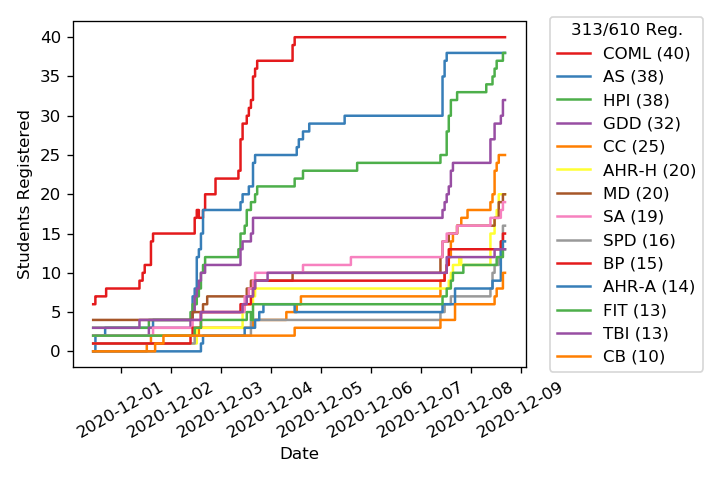 313/610 Reg.
COML (40)
AS (38)
HPI (38)
GDD (32)
CC (25)
AHR-H (20)
MD (20)
SA (19)
SPD (16)
BP (15)
AHR-A (14)
FIT (13)
TBI (13)
CB (10)
Students Registered
40
35
30
25
20
15
10
5
0
2020-12-01
2020-12-02
2020-12-03
2020-12-04
2020-12-05
2020-12-06
2020-12-07
2020-12-08
2020-12-09
Date